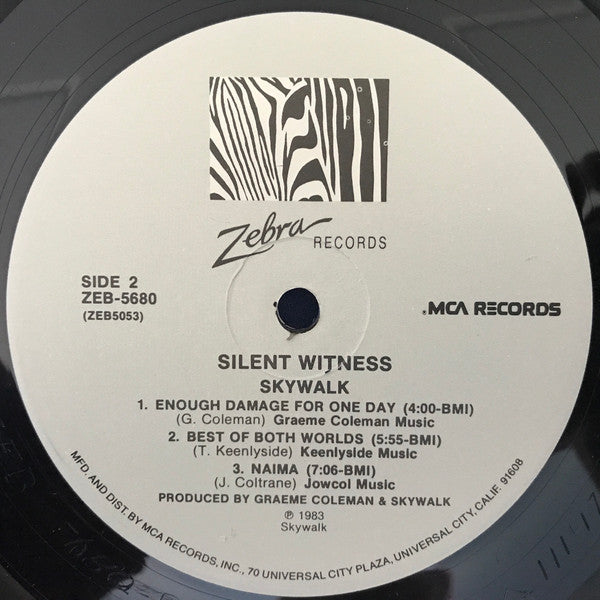 Zebra RECORDS
SIDE 2
ZEB-5680
(ZEB5053)
MCA RECORDS
SILENT WITNESS
SKYWALK
1. ENOUGH DAMAGE FOR ONE DAY (4:00-BMI)
(G. Coleman) Graeme Coleman Music
2. BEST OF BOTH WORLDS (5:55-BMI)
(T. Keenlyside) Keenlyside Music
3. NAIMA (7:06-BMI)
(J. Coltrane) Jowcol Music
PRODUCED BY GRAEME COLEMAN & SKYWALK
℗ 1983
Skywalk
MFD. AND DIST. BY MCA RECORDS, INC., 70 UNIVERSAL CITY PLAZA, UNIVERSAL CITY, CALIF. 91608